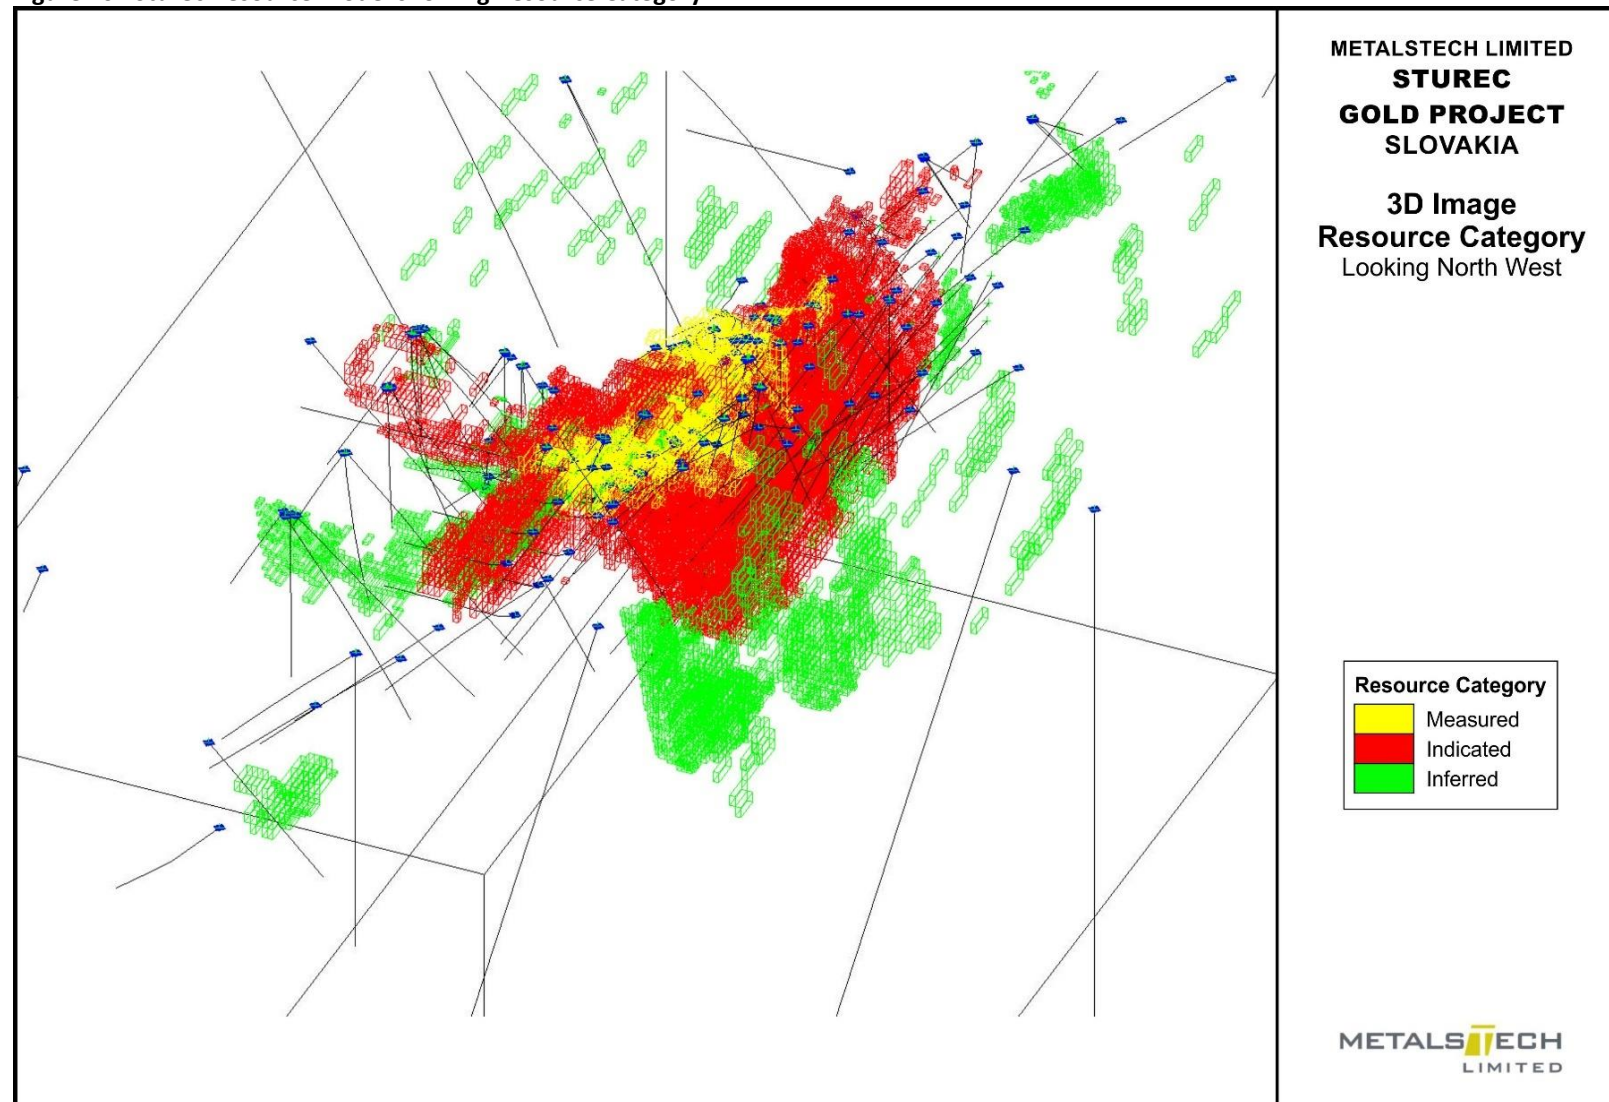 METALSTECH LIMITED
STUREC
GOLD PROJECT
SLOVAKIA
3D Image
Resource Category
Looking North West
Resource Category
Measured
Indicated
Inferred
METALSTECH
LIMITED